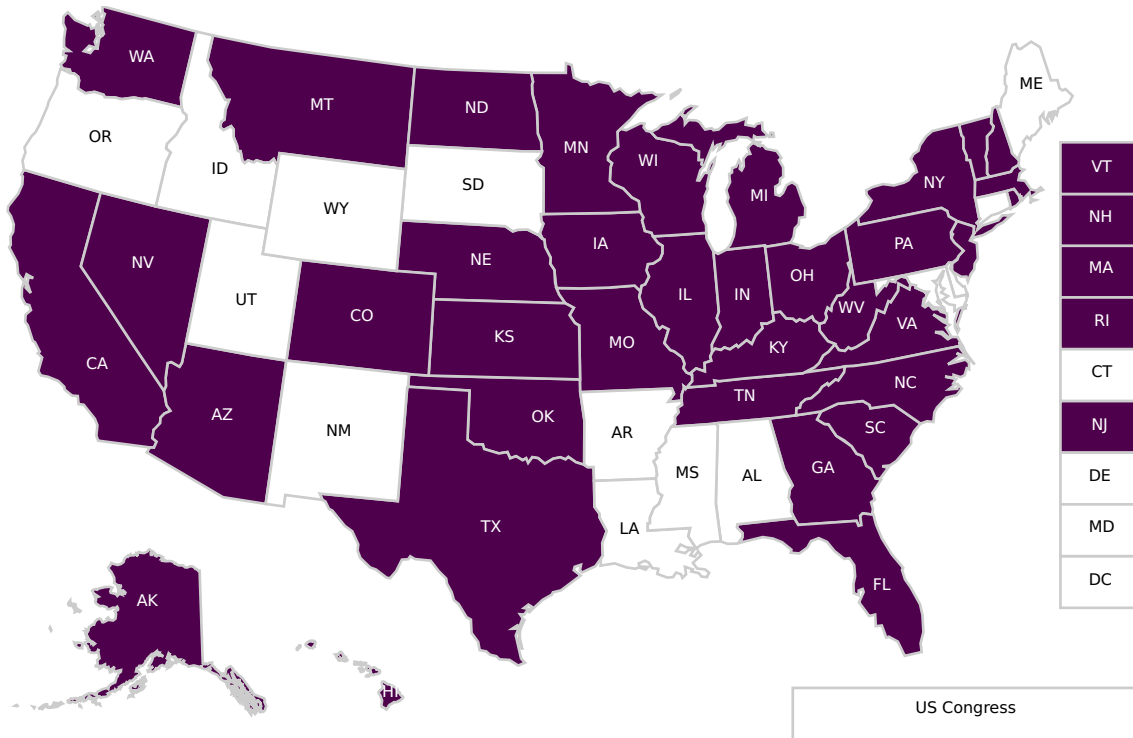 WA
MT
ND
MN
ME
OR
ID
SD
WI
MI
NY
VT
WY
NH
NV
NE
IA
PA
MA
UT
CO
IL
IN
OH
WV
RI
CA
KS
MO
KY
VA
CT
AZ
NM
OK
TN
NC
NJ
AR
SC
MS
AL
GA
DE
TX
LA
MD
AK
FL
DC
HI
US Congress